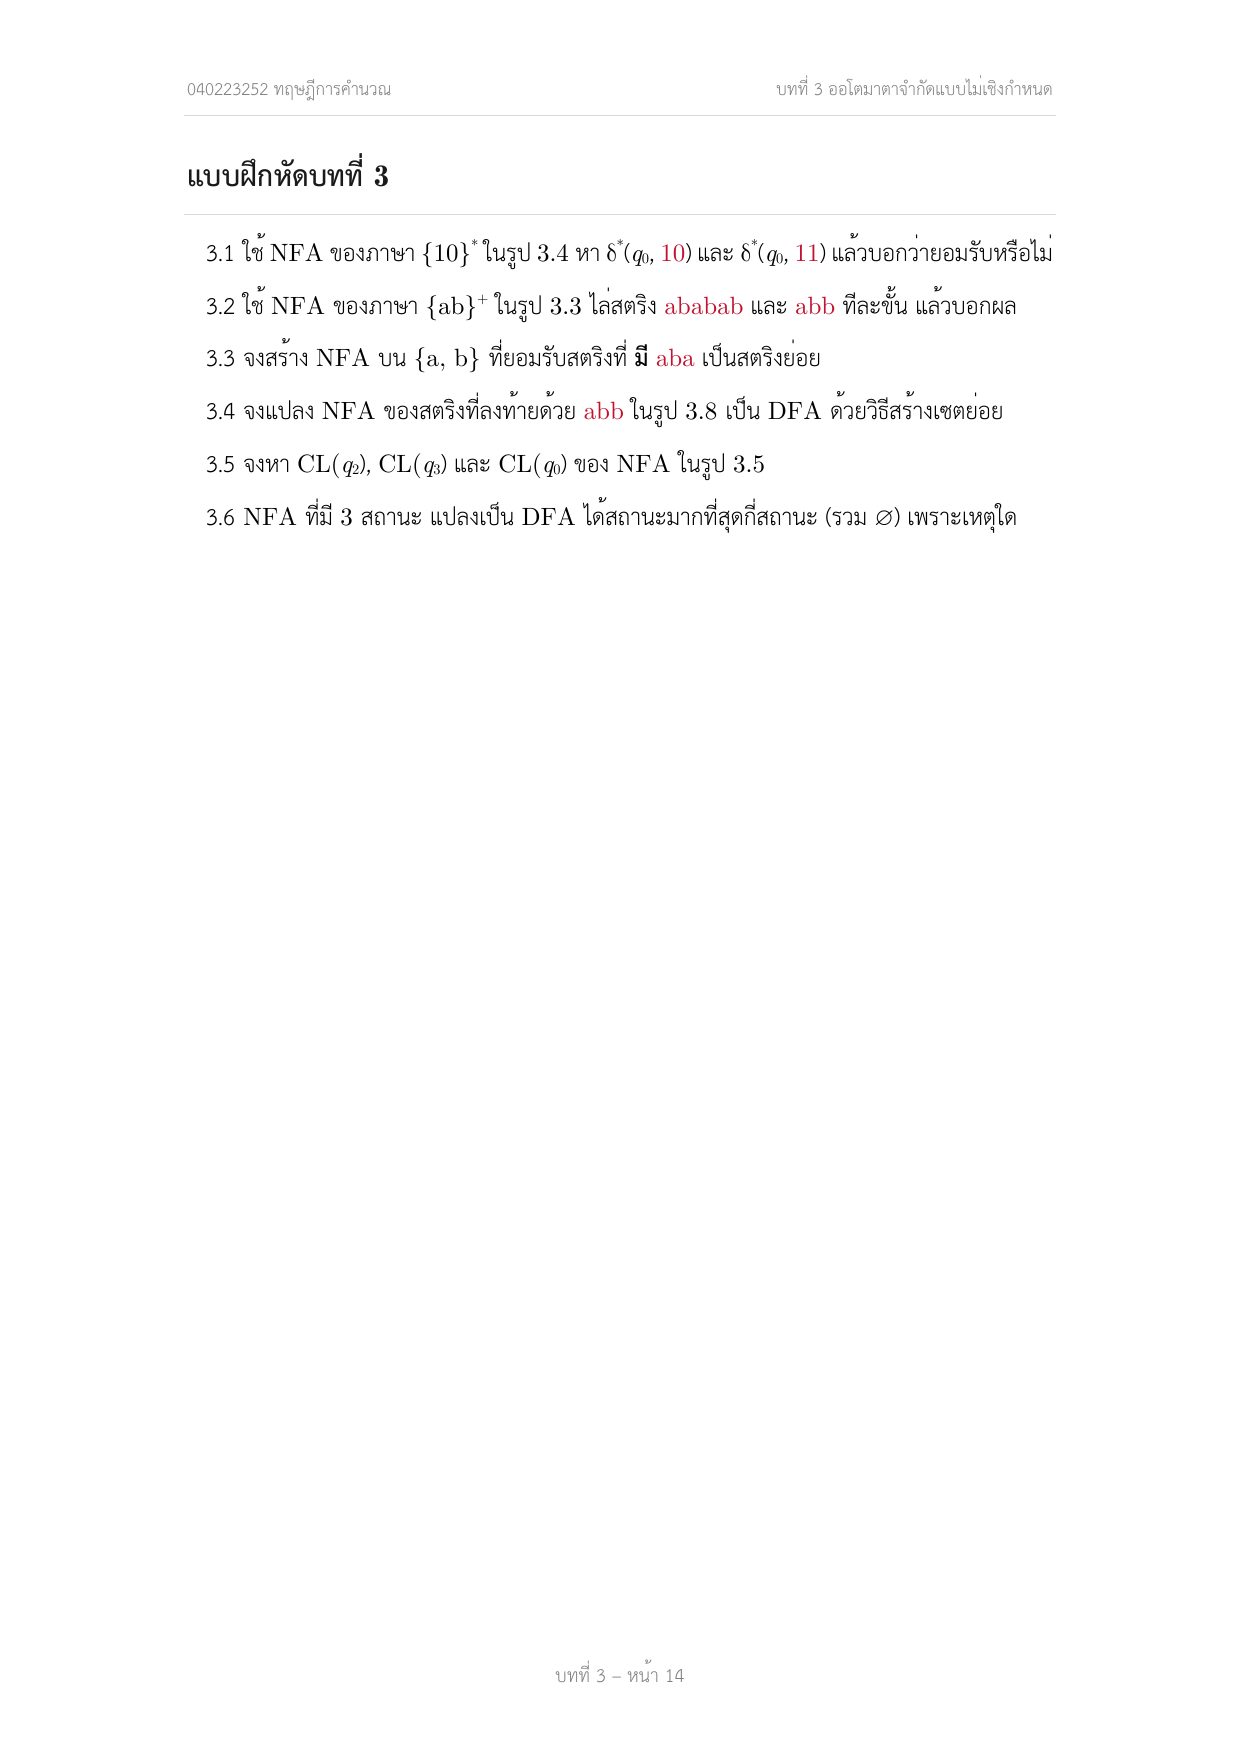 040223252 ทฤษฎีการคำนวณ
บทที่ 3 ออโตมาตาจำกัดแบบไม่เชิงกำหนด
แบบฝึกหัดบทที่ 3
3.1 ใช้ NFA ของภาษา {10}* ในรูป 3.4 หา δ*(q₀, 10) และ δ*(q₀, 11) แล้วบอกว่ายอมรับหรือไม่
3.2 ใช้ NFA ของภาษา {ab}⁺ ในรูป 3.3 ไล่สตริง ababab และ abb ทีละขั้น แล้วบอกผล
3.3 จงสร้าง NFA บน {a, b} ที่ยอมรับสตริงที่ มี aba เป็นสตริงย่อย
3.4 จงแปลง NFA ของสตริงที่ลงท้ายด้วย abb ในรูป 3.8 เป็น DFA ด้วยวิธีสร้างเซตย่อย
3.5 จงหา CL(q₂), CL(q₃) และ CL(q₀) ของ NFA ในรูป 3.5
3.6 NFA ที่มี 3 สถานะ แปลงเป็น DFA ได้สถานะมากที่สุดกี่สถานะ (รวม ∅) เพราะเหตุใด
บทที่ 3 – หน้า 14